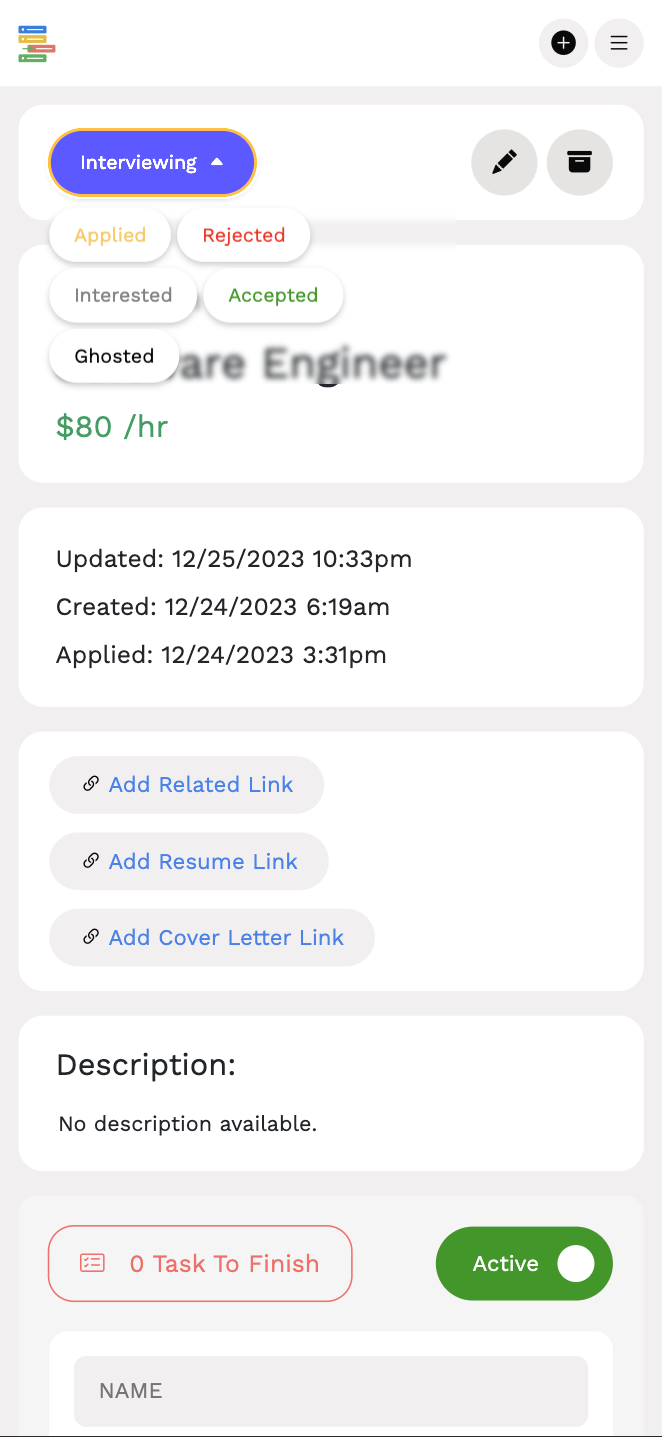 Interviewing
Applied Rejected
Interested Accepted
Ghosted
Engineer
$80 /hr
Updated: 12/25/2023 10:33pm
Created: 12/24/2023 6:19am
Applied: 12/24/2023 3:31pm
Add Related Link
Add Resume Link
Add Cover Letter Link
Description:
No description available.
0 Task To Finish
Active
NAME